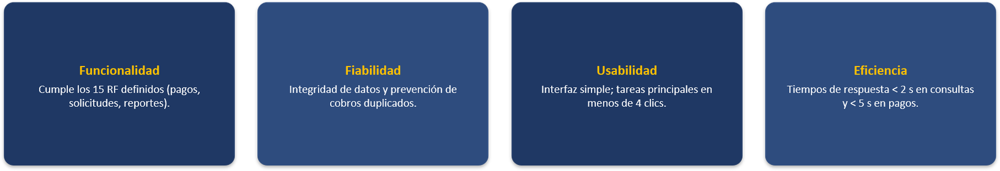 Funcionalidad
Cumple los 15 RF definidos (pagos,
solicitudes, reportes).
Fiabilidad
Integridad de datos y prevención de
cobros duplicados.
Usabilidad
Interfaz simple; tareas principales en
menos de 4 clics.
Eficiencia
Tiempos de respuesta < 2 s en consultas
y < 5 s en pagos.